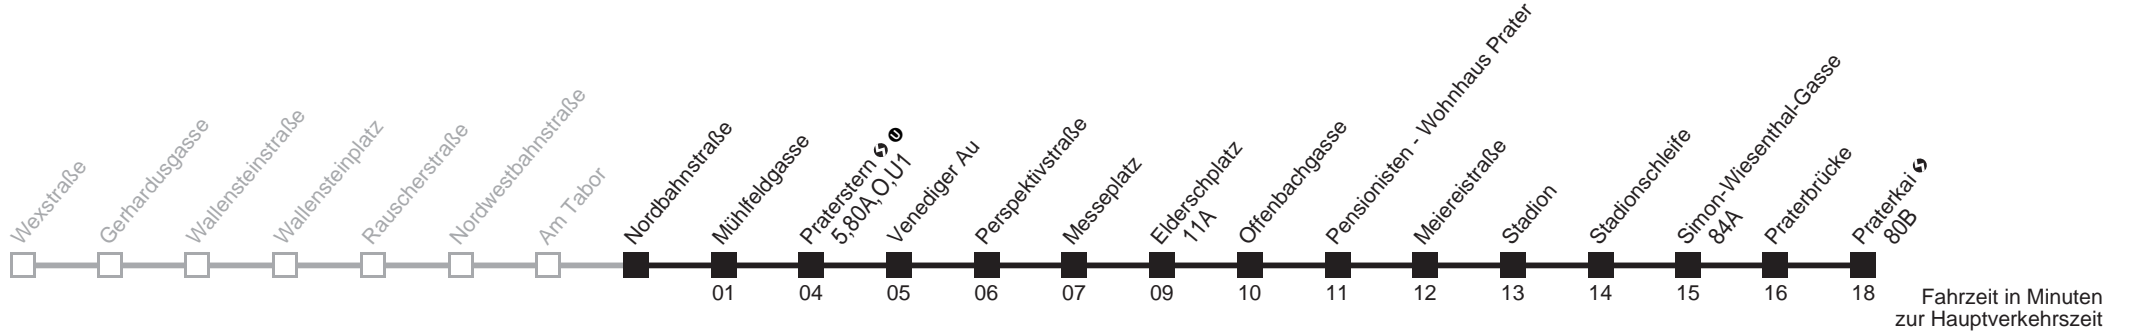 Wexstraße
Gerhardusgasse
Wallensteinstraße
Wallensteinplatz
Rauscherstraße
Nordwestbahnstraße
Am Tabor
Nordbahnstraße
Mühlfeldgasse
Praterstern S U
5,80A,O,U1
Venediger Au
Perspektivstraße
Messeplatz
Elderschplatz
11A
Offenbachgasse
Pensionisten - Wohnhaus Prater
Meiereistraße
Stadion
Stadionschleife
Simon-Wiesenthal-Gasse
84A
Praterbrücke
Praterkai S
80B
01 04 05 06 07 09 10 11 12 13 14 15 16 18
Fahrzeit in Minuten
zur Hauptverkehrszeit